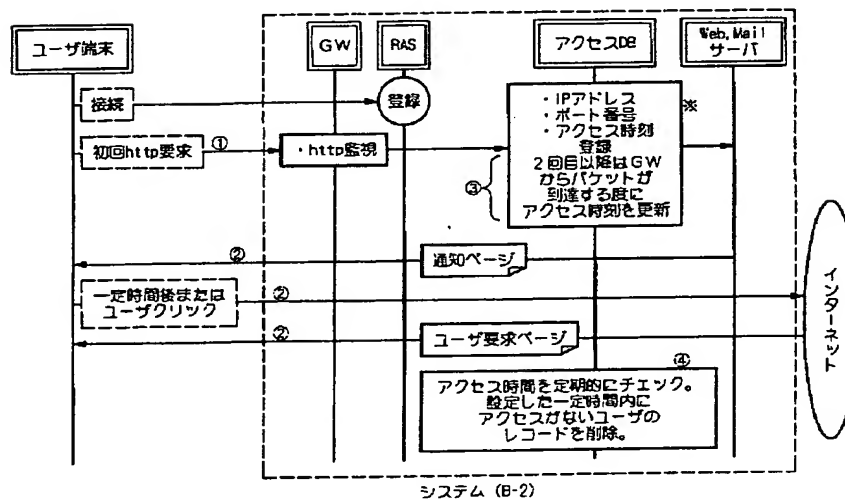 ユーザ端末
GW
RAS
アクセスDB
Web,Mail
サーバ
接続
登録
初回http要求
①
・http監視
・IPアドレス
・ポート番号
・アクセス時刻
登録
2回目以降はGW
からパケットが
到達する度に
アクセス時刻を更新
※
③
②
通知ページ
一定時間後または
ユーザクリック
②
②
ユーザ要求ページ
インターネット
④
アクセス時間を定期的にチェック。
設定した一定時間内に
アクセスがないユーザの
レコードを削除。
システム (B-2)